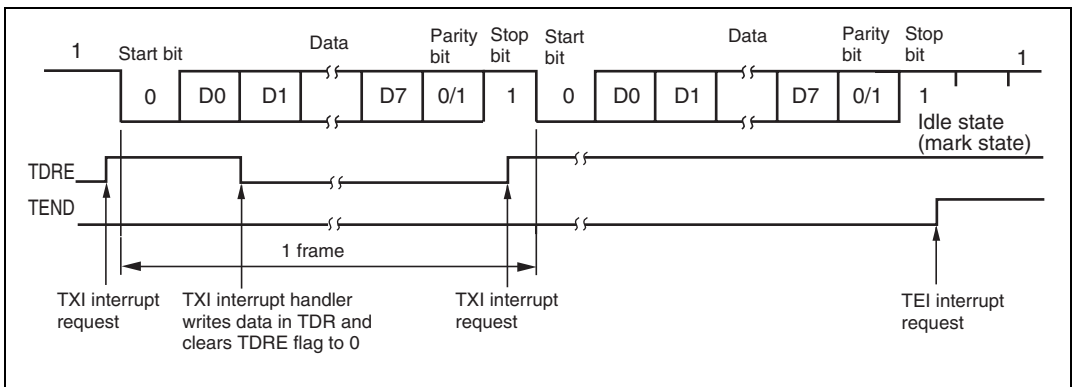 1 Start bit Data Parity bit Stop bit Start bit Data Parity bit Stop bit 1
0 D0 D1 D7 0/1 1 0 D0 D1 D7 0/1 1
Idle state
(mark state)
TDRE
TEND
1 frame
TXI interrupt
request
TXI interrupt handler
writes data in TDR and
clears TDRE flag to 0
TXI interrupt
request
TEI interrupt
request